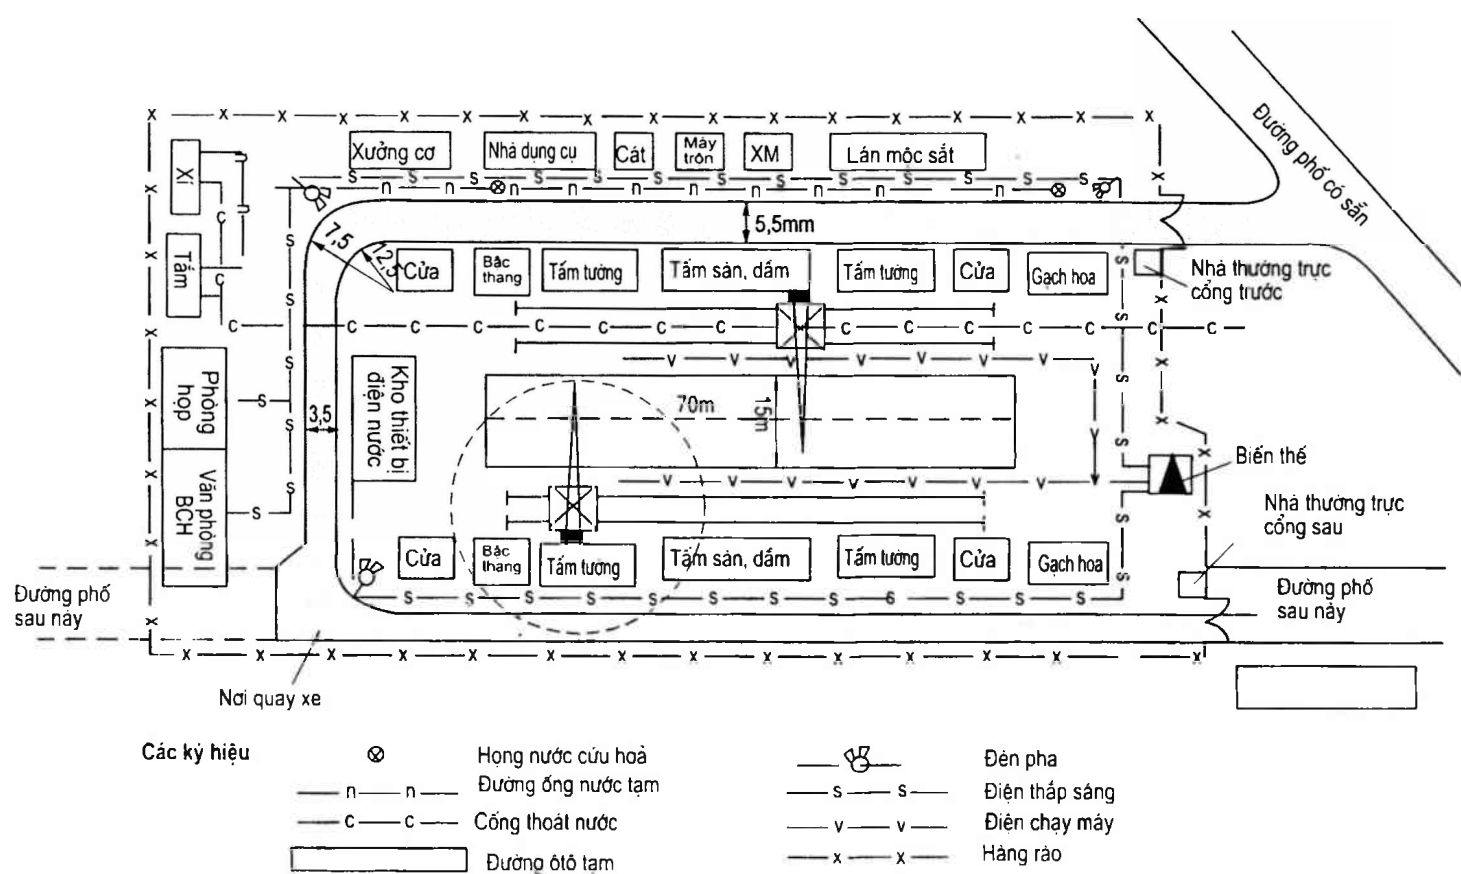 Xưởng cơ
Nhà dụng cụ
Cát
Máy
trộn
XM
Lán mộc sắt
Đường phố có sẵn
Xí
Tắm
5,5mm
7,5
12,5
Cửa
Bậc
thang
Tấm tường
Tấm sàn, dầm
Tấm tường
Cửa
Gạch hoa
Nhà thường trực
cổng trước
Phòng
họp
Văn phòng
BCH
3,5
Kho thiết bị
điện nước
70m
15m
Biến thế
Nhà thường trực
cổng sau
Cửa
Bậc
thang
Tấm tường
Tấm sàn, dầm
Tấm tường
Cửa
Gạch hoa
Đường phố
sau này
Đường phố
sau này
Nơi quay xe
Các ký hiệu
Họng nước cứu hoả
Đèn pha
n n Đường ống nước tạm
S S Điện thắp sáng
C C Cống thoát nước
V V Điện chạy máy
Đường ôtô tạm
X X Hàng rào